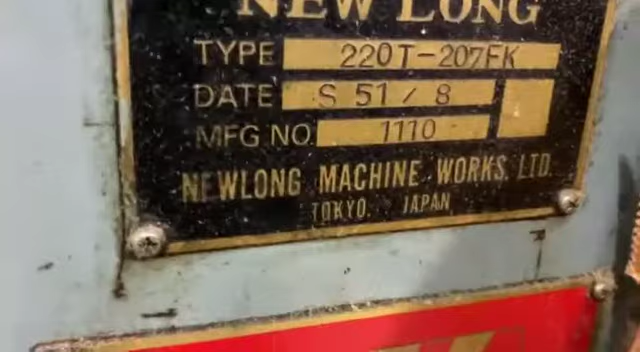 NEW LONG
TYPE 220T-207FK
DATE S 51 / 8
MFG NO. 1110
NEWLONG MACHINE WORKS, LTD.
TOKYO, JAPAN